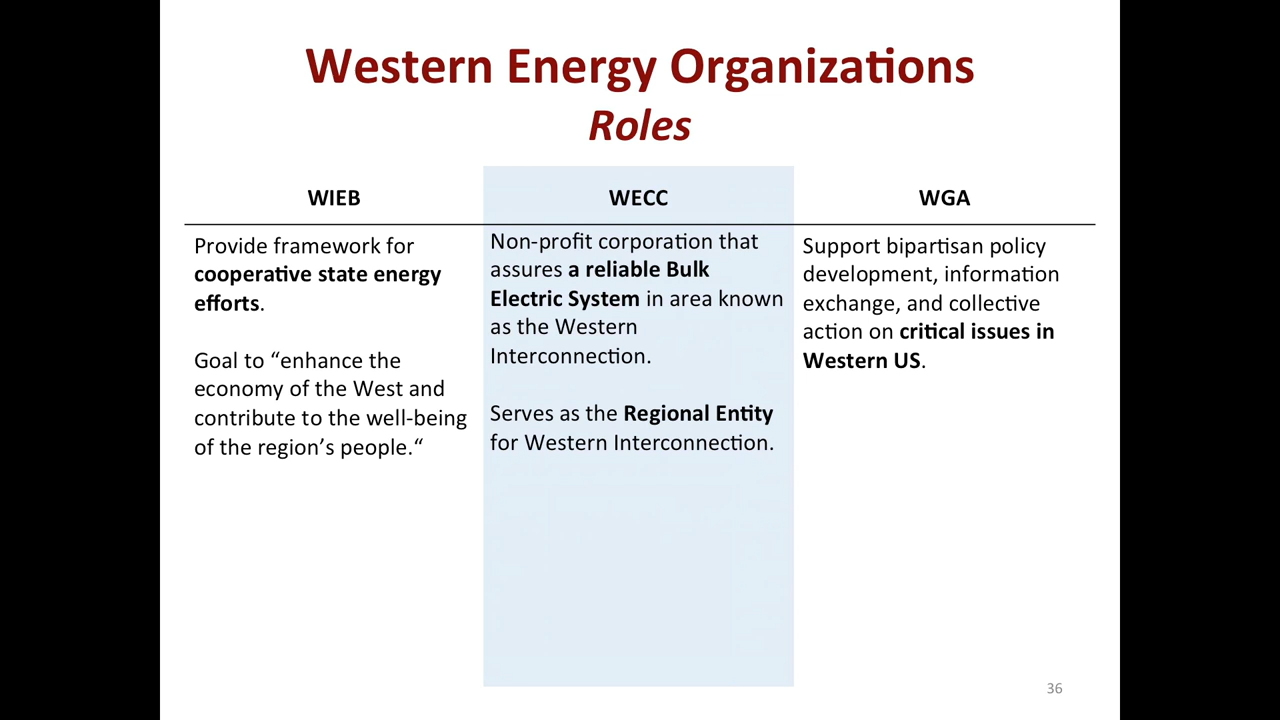 Western Energy Organizations
Roles
WIEB
WECC
WGA
Provide framework for
cooperative state energy
efforts.
Goal to “enhance the
economy of the West and
contribute to the well-being
of the region’s people.“
Non-profit corporation that
assures a reliable Bulk
Electric System in area known
as the Western
Interconnection.
Serves as the Regional Entity
for Western Interconnection.
Support bipartisan policy
development, information
exchange, and collective
action on critical issues in
Western US.
36